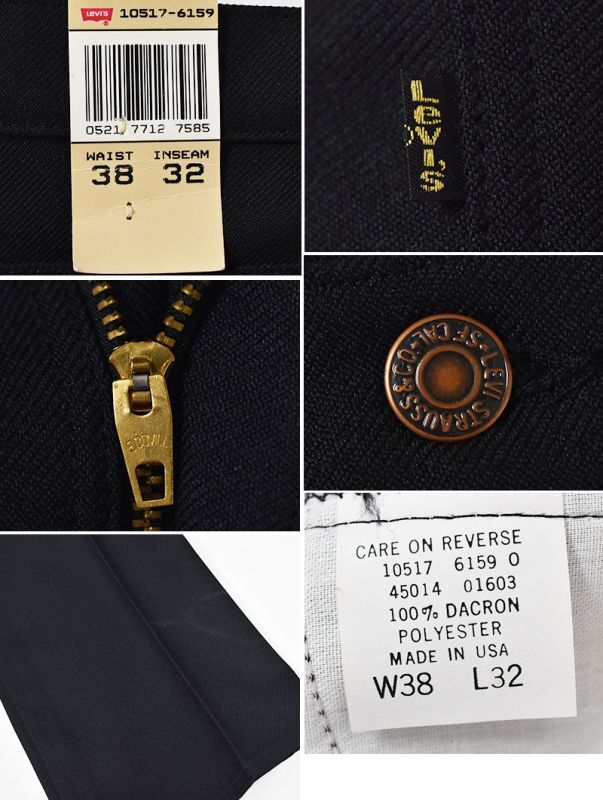 Levi's 10517-6159
0521 7712 7585
WAIST INSEAM
38 32
Levi's
SCOVILL
LEVI STRAUSS & CO. S.F. CAL.
CARE ON REVERSE
10517 6159 O
45014 01603
100% DACRON
POLYESTER
MADE IN USA
W38 L32